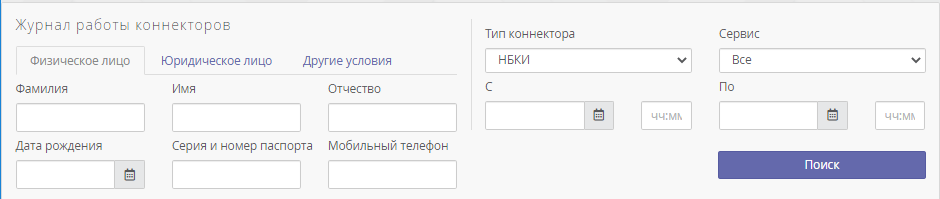 Журнал работы коннекторов
Физическое лицо Юридическое лицо Другие условия
Фамилия Имя Отчество
Дата рождения Серия и номер паспорта Мобильный телефон
Тип коннектора Сервис
НБКИ Все
С По
чч:мм чч:мм
Поиск